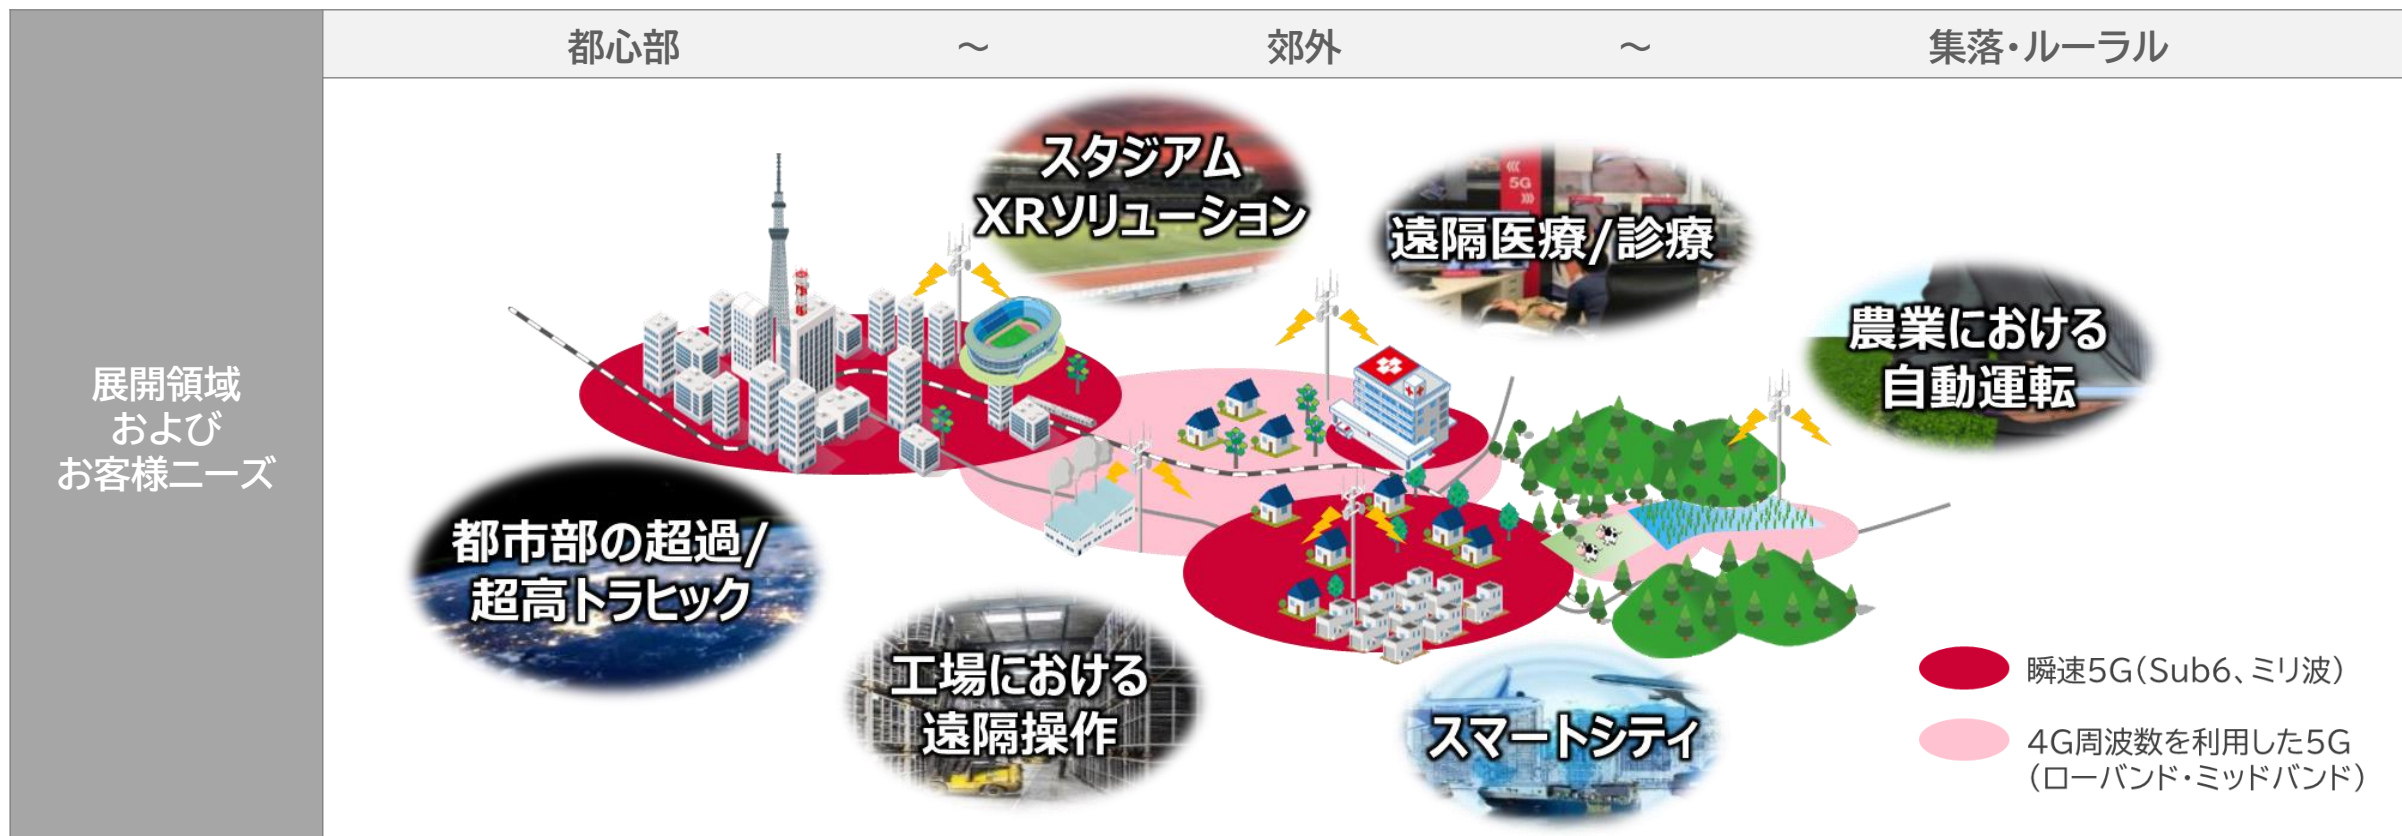 都心部 ～ 郊外 ～ 集落・ルーラル
展開領域
および
お客様ニーズ
スタジアム
XRソリューション
5G
遠隔医療/診療
農業における
自動運転
都市部の超過/
超高トラヒック
工場における
遠隔操作
スマートシティ
瞬速5G(Sub6、ミリ波)
4G周波数を利用した5G
(ローバンド・ミッドバンド)